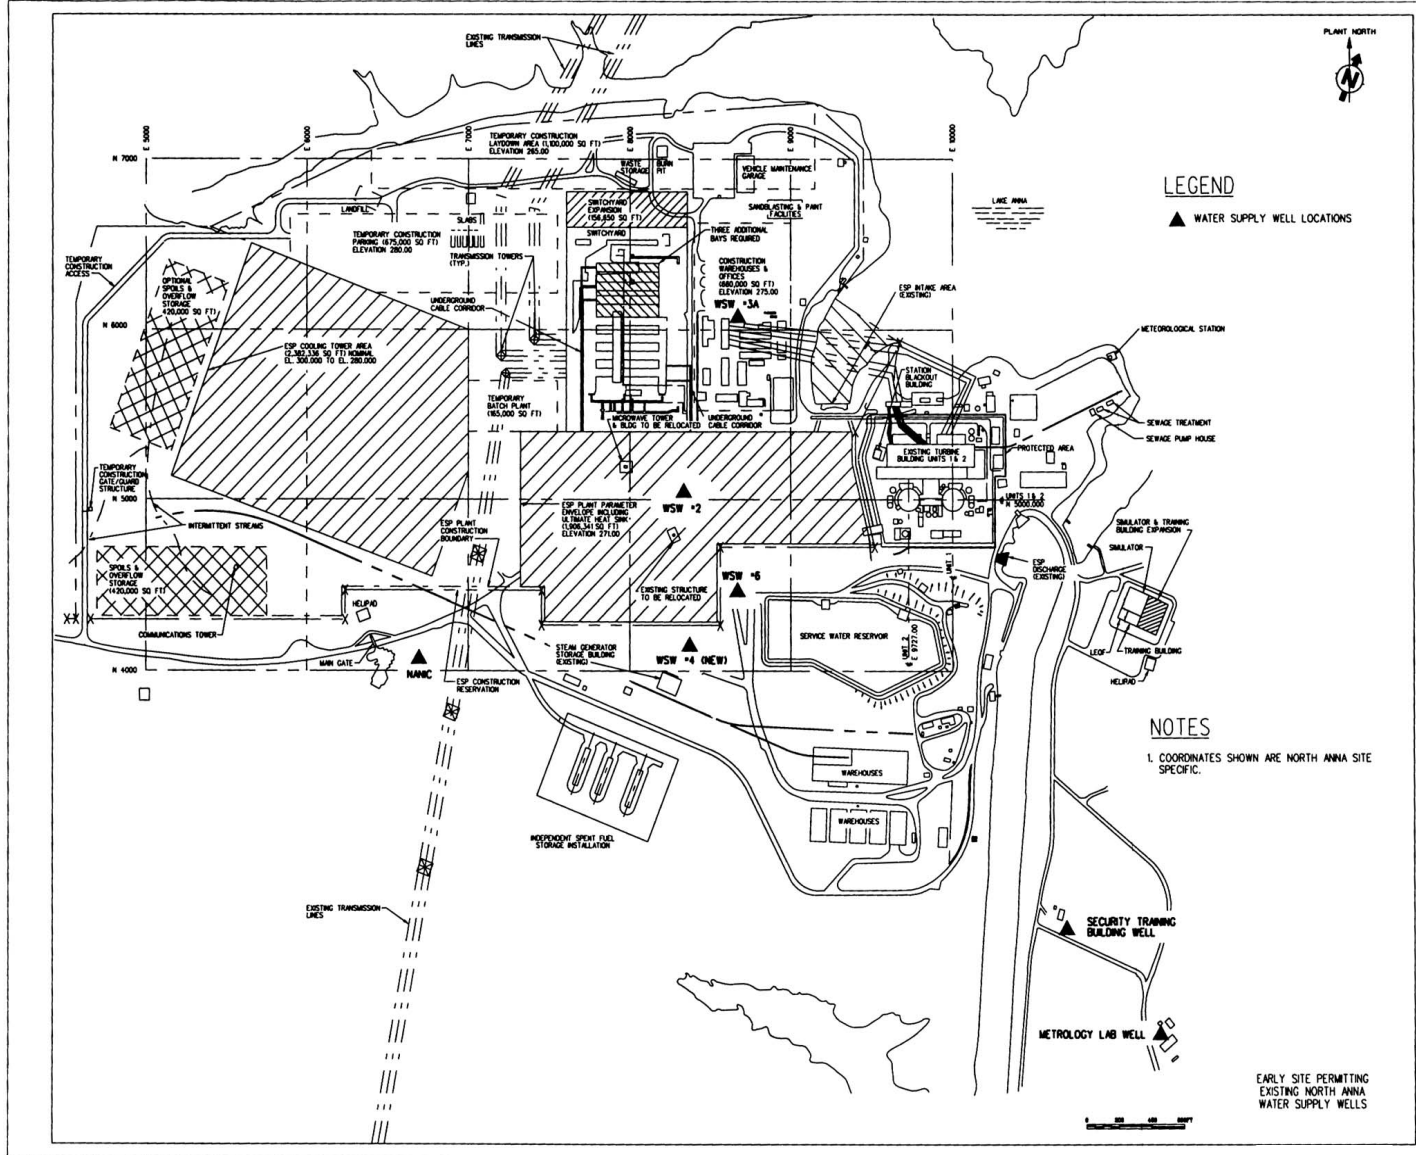 EXISTING TRANSMISSION
LINES
PLANT NORTH
N
E 5000
E 6000
E 7000
E 8000
E 9000
E 10000
N 7000
TEMPORARY CONSTRUCTION
LAYDOWN AREA (1,100,000 SQ FT)
ELEVATION 265.00
WASTE
STORAGE
BURN
PIT
VEHICLE MAINTENANCE
GARAGE
LEGEND
WATER SUPPLY WELL LOCATIONS
LAKE ANNA
LANDFILL
SLABS
SWITCHYARD
EXPANSION
(156,650 SQ FT)
SWITCHYARD
SANDBLASTING & PAINT
FACILITIES
TEMPORARY CONSTRUCTION
PARKING (675,000 SQ FT)
ELEVATION 280.00
THREE ADDITIONAL
BAYS REQUIRED
TRANSMISSION TOWERS
(TYP.)
TEMPORARY
CONSTRUCTION
ACCESS
OPTIONAL
SPOILS &
OVERFLOW
STORAGE
420,000 SQ FT)
CONSTRUCTION
WAREHOUSES &
OFFICES
(880,000 SQ FT)
ELEVATION 275.00
ESP INTAKE AREA
(EXISTING)
UNDERGROUND
CABLE CORRIDOR
WSW #3A
N 6000
METEOROLOGICAL STATION
ESP COOLING TOWER AREA
(2,382,336 SQ FT) NOMINAL
EL. 300.000 TO EL. 280.000
STATION
BLACKOUT
BUILDING
TEMPORARY
BATCH PLANT
(165,000 SQ FT)
MICROWAVE TOWER
& BLDG TO BE RELOCATED
UNDERGROUND
CABLE CORRIDOR
SEWAGE TREATMENT
SEWAGE PUMP HOUSE
EXISTING TURBINE
BUILDING UNITS 1 & 2
PROTECTED AREA
TEMPORARY
CONSTRUCTION
GATE/GUARD
STRUCTURE
N 5000
UNITS 1 & 2
N 5000.000
WSW #2
ESP PLANT PARAMETER
ENVELOPE INCLUDING
ULTIMATE HEAT SINK
(1,906,341 SQ FT)
ELEVATION 271.00
INTERMITTENT STREAMS
ESP PLANT
CONSTRUCTION
BOUNDARY
SIMULATOR & TRAINING
BUILDING EXPANSION
SIMULATOR
SPOILS &
OVERFLOW
STORAGE
(420,000 SQ FT)
ESP
DISCHARGE
(EXISTING)
UNIT 1
WSW #6
EXISTING STRUCTURE
TO BE RELOCATED
HELIPAD
COMMUNICATIONS TOWER
SERVICE WATER RESERVOIR
UNIT 2
E 9727.00
STEAM GENERATOR
STORAGE BUILDING
(EXISTING)
WSW #4 (NEW)
LEOF
TRAINING BUILDING
MAIN GATE
NANIC
N 4000
ESP CONSTRUCTION
RESERVATION
HELIPAD
NOTES
1. COORDINATES SHOWN ARE NORTH ANNA SITE
SPECIFIC.
WAREHOUSES
WAREHOUSES
INDEPENDENT SPENT FUEL
STORAGE INSTALLATION
EXISTING TRANSMISSION
LINES
SECURITY TRAINING
BUILDING WELL
METROLOGY LAB WELL
EARLY SITE PERMITTING
EXISTING NORTH ANNA
WATER SUPPLY WELLS